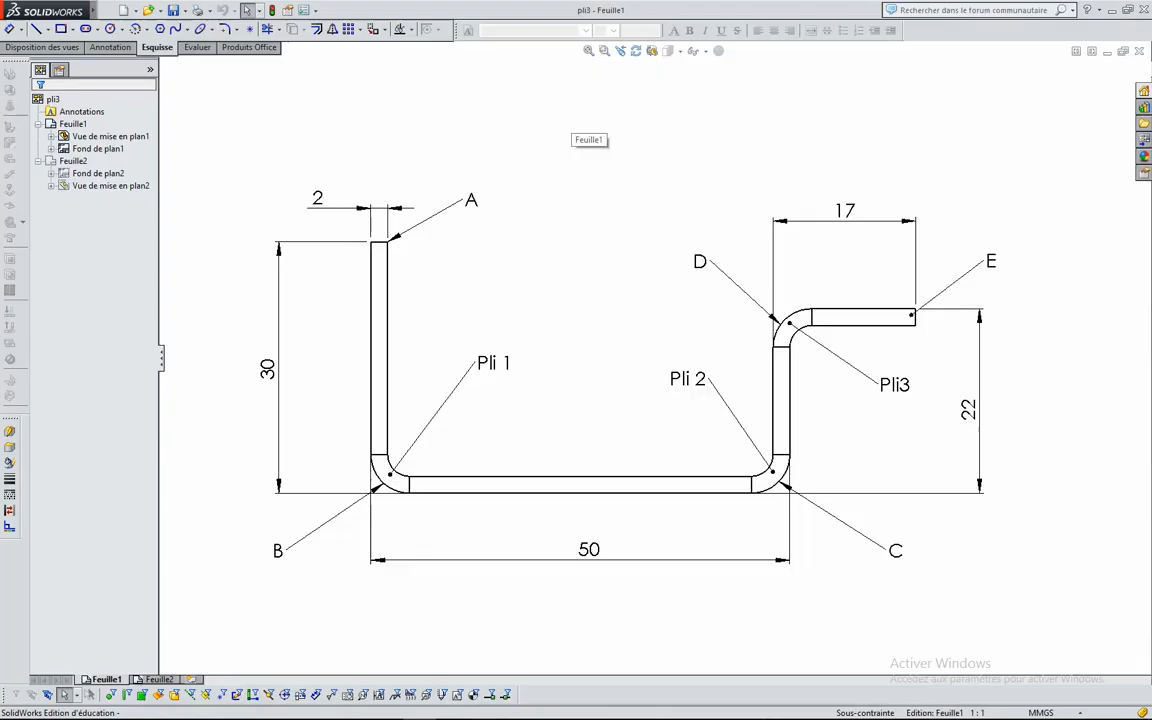 SOLIDWORKS
pli3 - Feuille1
Rechercher dans le forum communautaire
Disposition des vues
Annotation
Esquisse
Evaluer
Produits Office
pli3
Annotations
Feuille1
Vue de mise en plan1
Fond de plan1
Feuille2
Fond de plan2
Vue de mise en plan2
Feuille1
2
A
17
D
E
30
Pli 1
Pli 2
Pli3
22
B
50
C
Activer Windows
Accédez aux paramètres pour activer Windows.
Feuille1
Feuille2
SolidWorks Edition d'éducation -
Sous-contrainte
Edition: Feuille1
1 : 1
MMGS